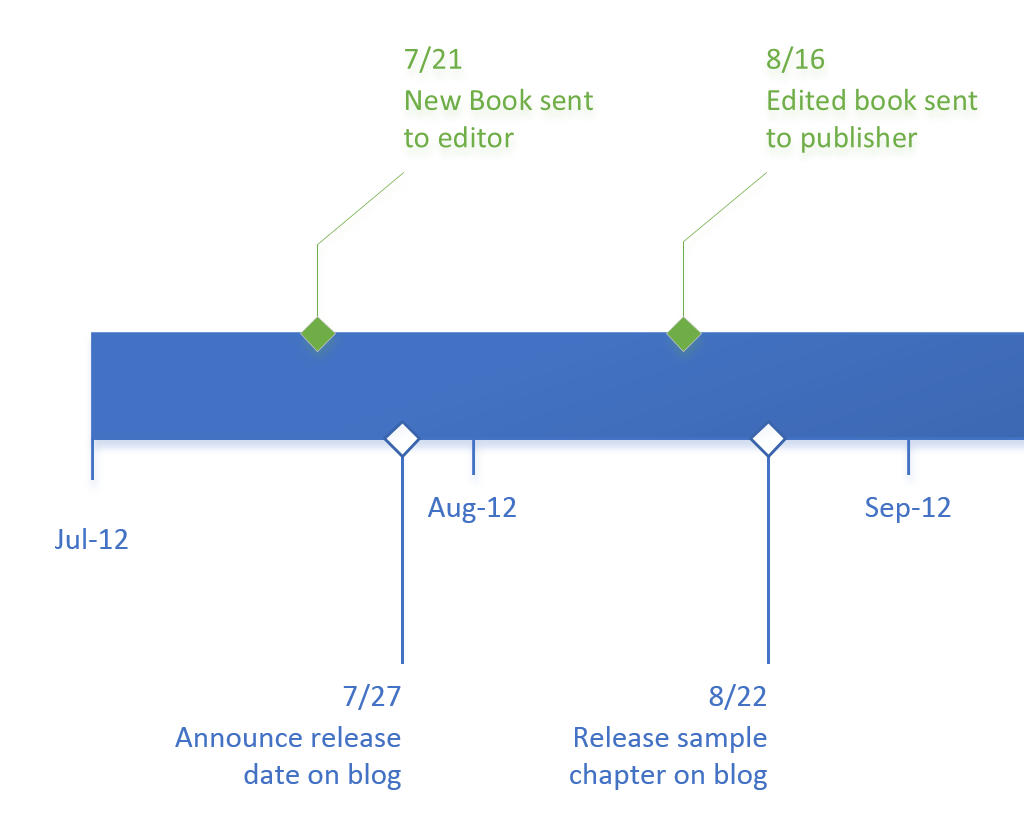 7/21
New Book sent
to editor
8/16
Edited book sent
to publisher
Jul-12
Aug-12
Sep-12
7/27
Announce release
date on blog
8/22
Release sample
chapter on blog